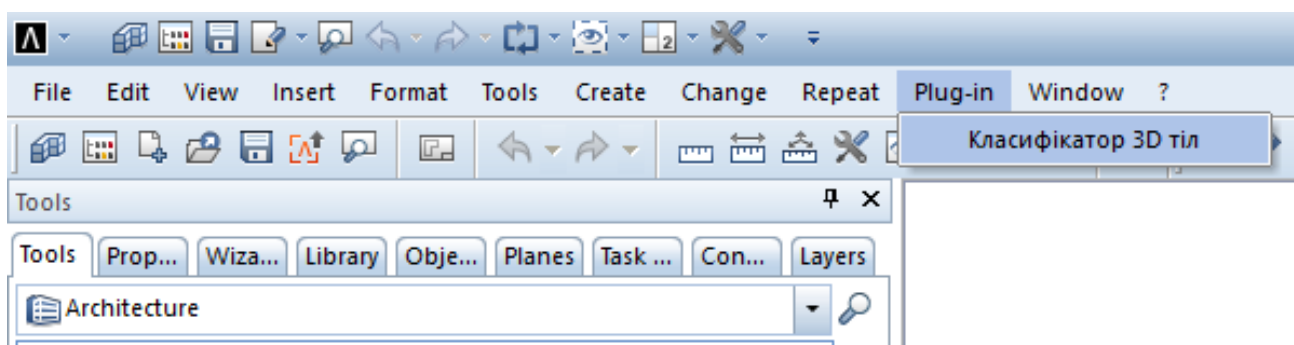 File Edit View Insert Format Tools Create Change Repeat Plug-in Window ?
Класифікатор 3D тіл
Tools
Tools Prop... Wiza... Library Obje... Planes Task ... Con... Layers
Architecture